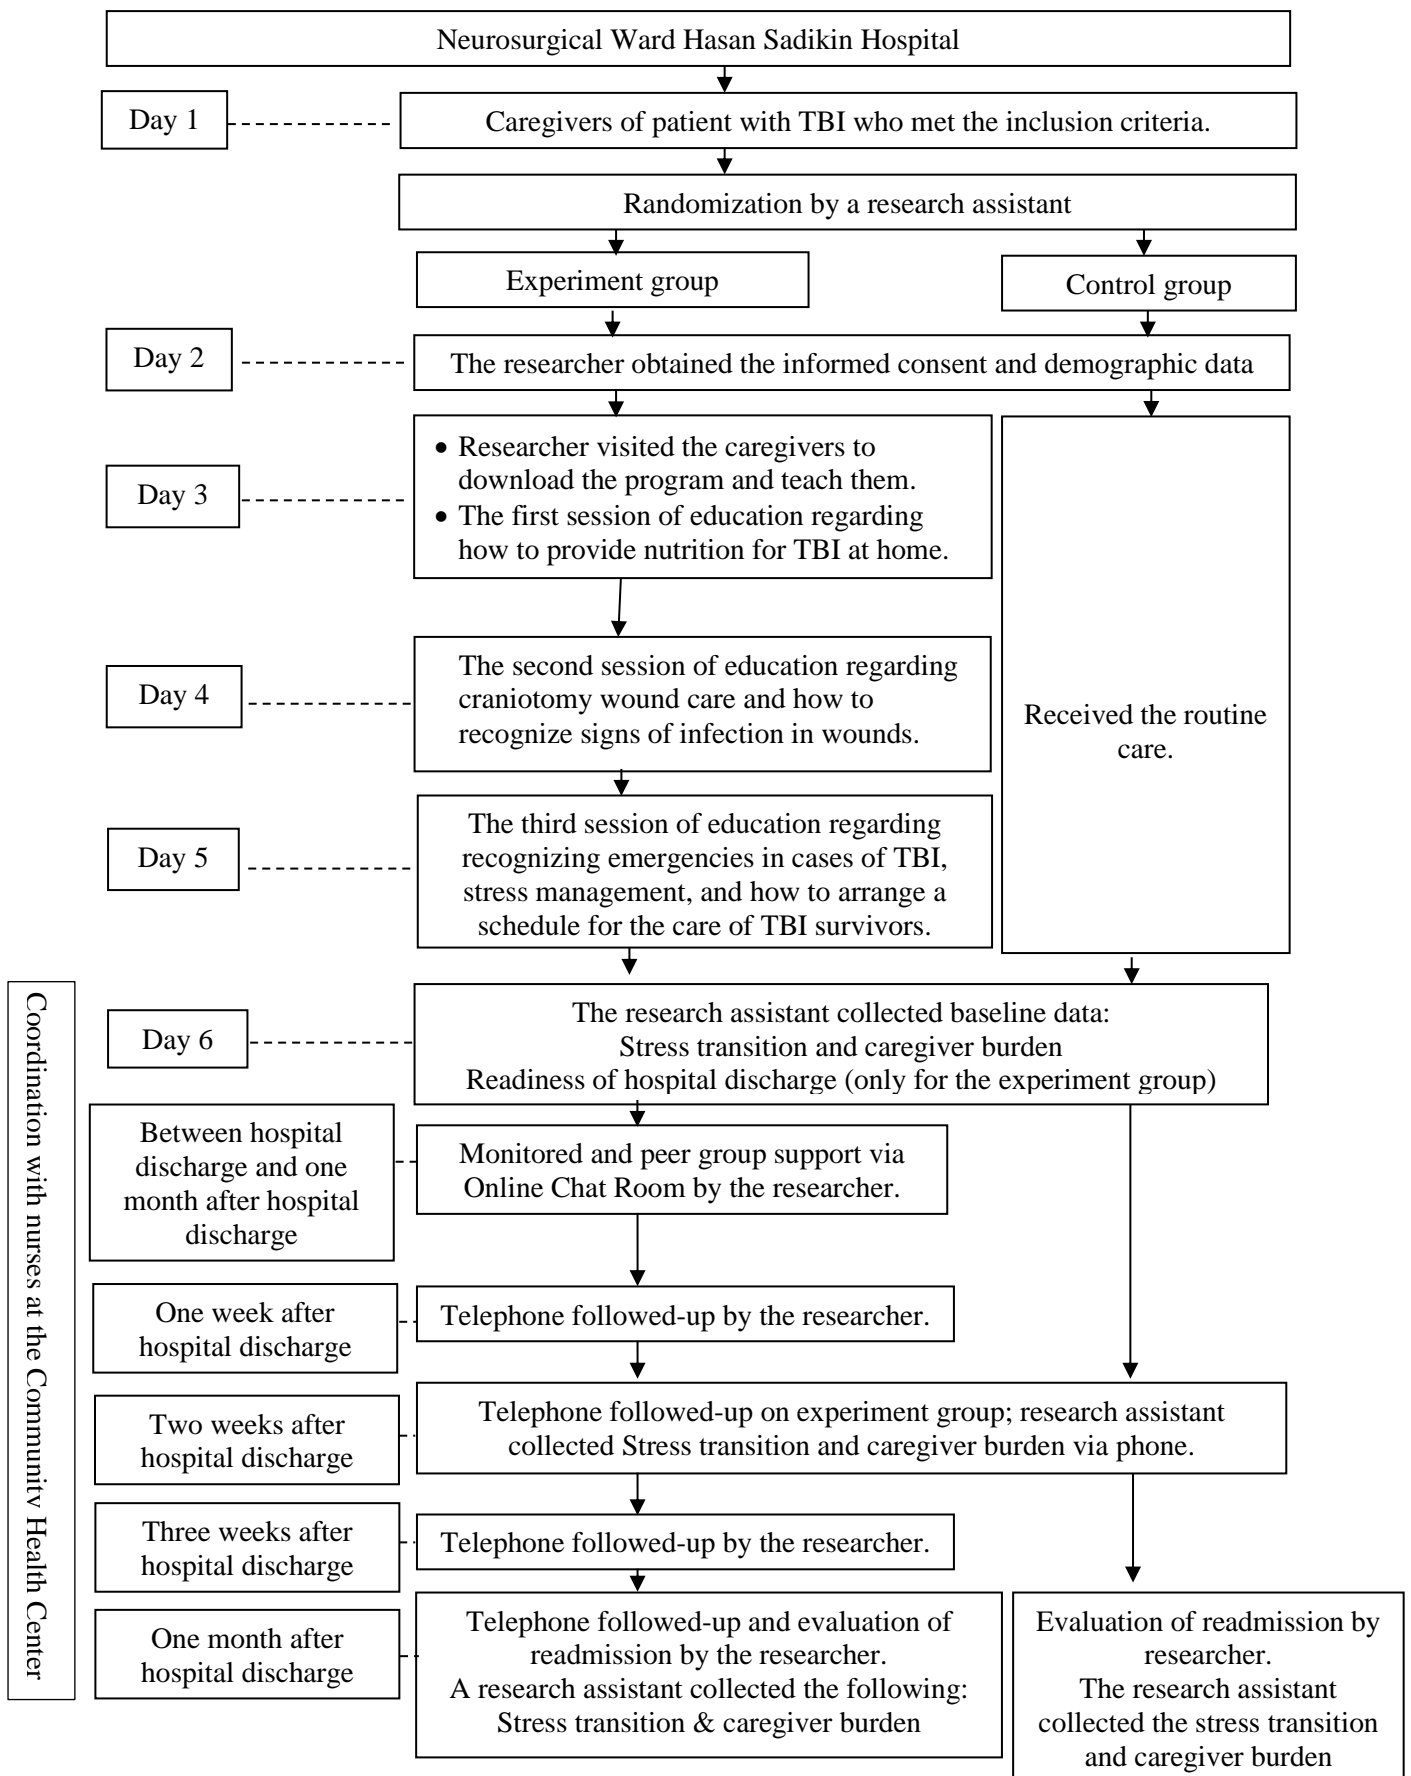 Neurosurgical Ward Hasan Sadikin Hospital
Day 1
Caregivers of patient with TBI who met the inclusion criteria.
Randomization by a research assistant
Experiment group
Control group
Day 2
The researcher obtained the informed consent and demographic data
Day 3
• Researcher visited the caregivers to
download the program and teach them.
• The first session of education regarding
how to provide nutrition for TBI at home.
Received the routine
care.
Day 4
The second session of education regarding
craniotomy wound care and how to
recognize signs of infection in wounds.
Day 5
The third session of education regarding
recognizing emergencies in cases of TBI,
stress management, and how to arrange a
schedule for the care of TBI survivors.
Coordination with nurses at the Community Health Center
Day 6
The research assistant collected baseline data:
Stress transition and caregiver burden
Readiness of hospital discharge (only for the experiment group)
Between hospital
discharge and one
month after hospital
discharge
Monitored and peer group support via
Online Chat Room by the researcher.
One week after
hospital discharge
Telephone followed-up by the researcher.
Two weeks after
hospital discharge
Telephone followed-up on experiment group; research assistant
collected Stress transition and caregiver burden via phone.
Three weeks after
hospital discharge
Telephone followed-up by the researcher.
One month after
hospital discharge
Telephone followed-up and evaluation of
readmission by the researcher.
A research assistant collected the following:
Stress transition & caregiver burden
Evaluation of readmission by
researcher.
The research assistant
collected the stress transition
and caregiver burden